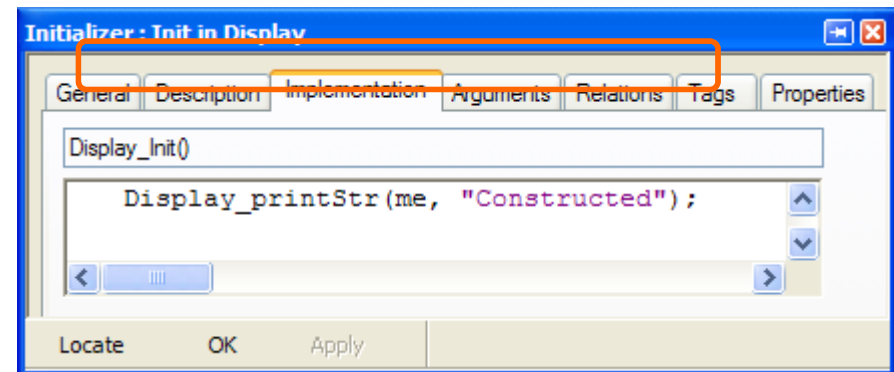 Initializer : Init in Display
General Description Implementation Arguments Relations Tags Properties
Display_Init()
Display_printStr(me, "Constructed");
Locate OK Apply